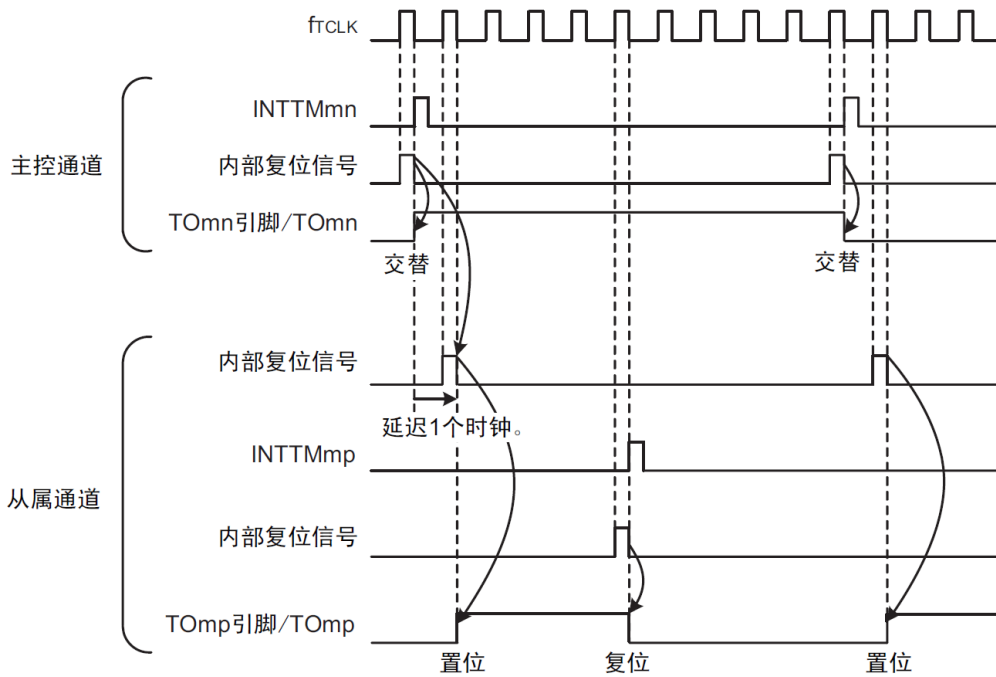 fTCLK
INTTMmn
主控通道
内部复位信号
TOmn引脚/TOmn
交替
交替
内部复位信号
延迟1个时钟。
INTTMmp
从属通道
内部复位信号
TOmp引脚/TOmp
置位
复位
置位